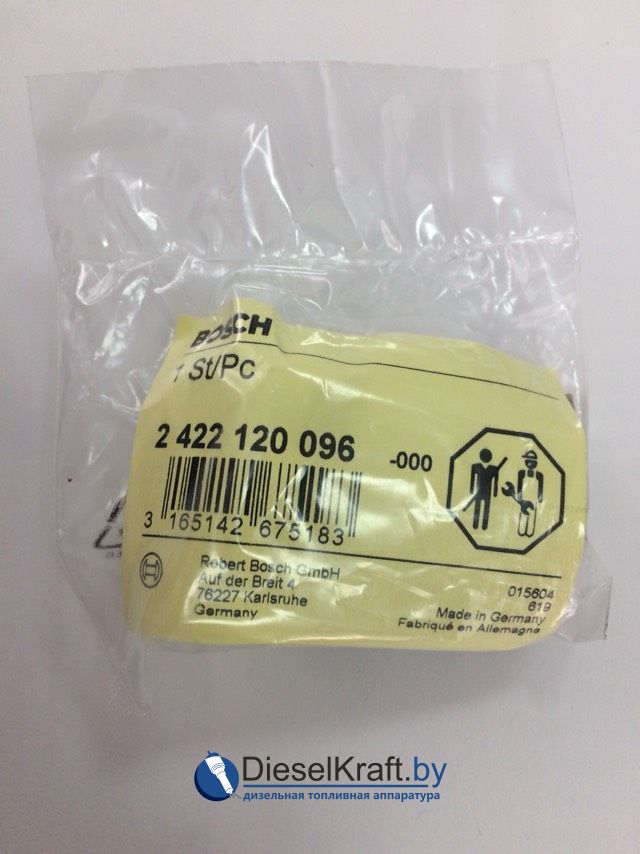 BOSCH
1 St/Pc
2 422 120 096 -000
3 165142 675183
Robert Bosch GmbH
Auf der Breit 4
76227 Karlsruhe
Germany
015604
619
Made in Germany
Fabriqué en Allemagne
DieselKraft.by
дизельная топливная аппаратура